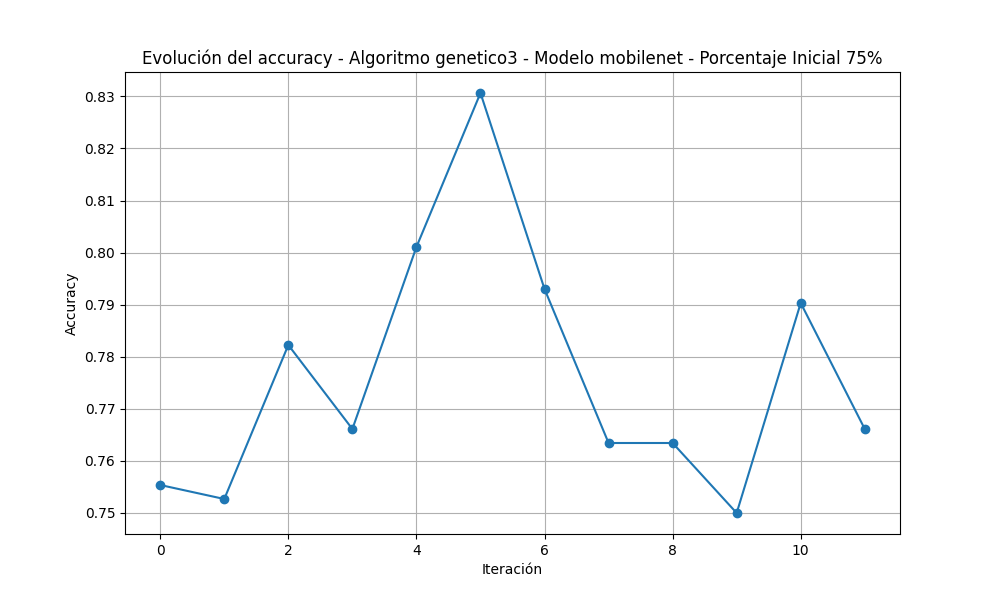 Evolución del accuracy - Algoritmo genetico3 - Modelo mobilenet - Porcentaje Inicial 75%
0.83
0.82
0.81
0.80
0.79
0.78
0.77
0.76
0.75
Accuracy
0 2 4 6 8 10
Iteración